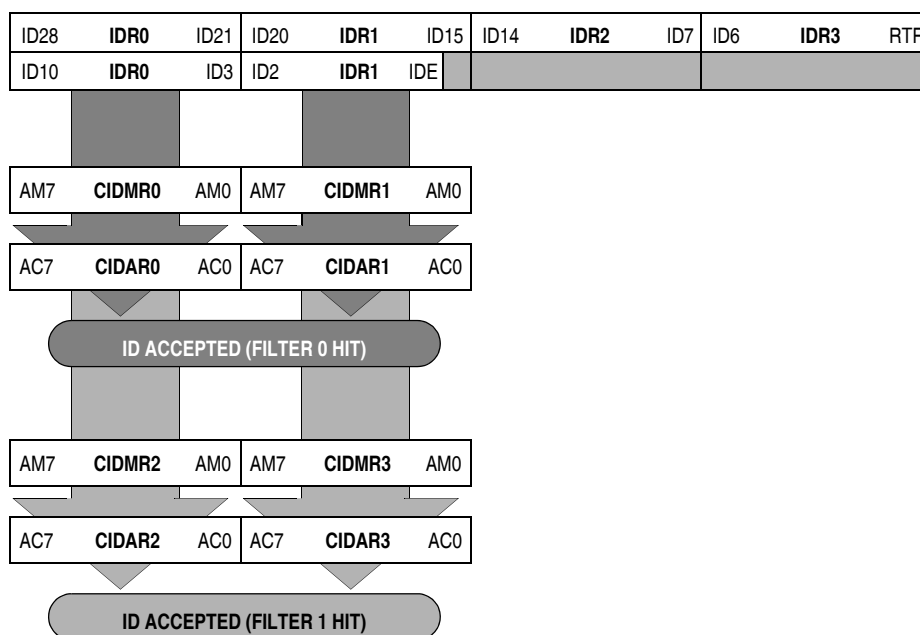 ID28 IDR0 ID21 ID20 IDR1 ID15 ID14 IDR2 ID7 ID6 IDR3 RTR
ID10 IDR0 ID3 ID2 IDR1 IDE
AM7 CIDMR0 AM0 AM7 CIDMR1 AM0
AC7 CIDAR0 AC0 AC7 CIDAR1 AC0
ID ACCEPTED (FILTER 0 HIT)
AM7 CIDMR2 AM0 AM7 CIDMR3 AM0
AC7 CIDAR2 AC0 AC7 CIDAR3 AC0
ID ACCEPTED (FILTER 1 HIT)